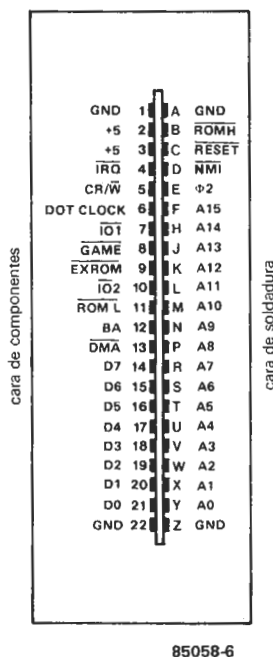 GND 1 A GND
+5 2 B ROMH
+5 3 C RESET
IRQ 4 D NMI
CR/W 5 E Φ2
DOT CLOCK 6 F A15
IO1 7 H A14
GAME 8 J A13
EXROM 9 K A12
IO2 10 L A11
ROM L 11 M A10
BA 12 N A9
DMA 13 P A8
D7 14 R A7
D6 15 S A6
D5 16 T A5
D4 17 U A4
D3 18 V A3
D2 19 W A2
D1 20 X A1
D0 21 Y A0
GND 22 Z GND
cara de componentes
cara de soldadura
85058-6